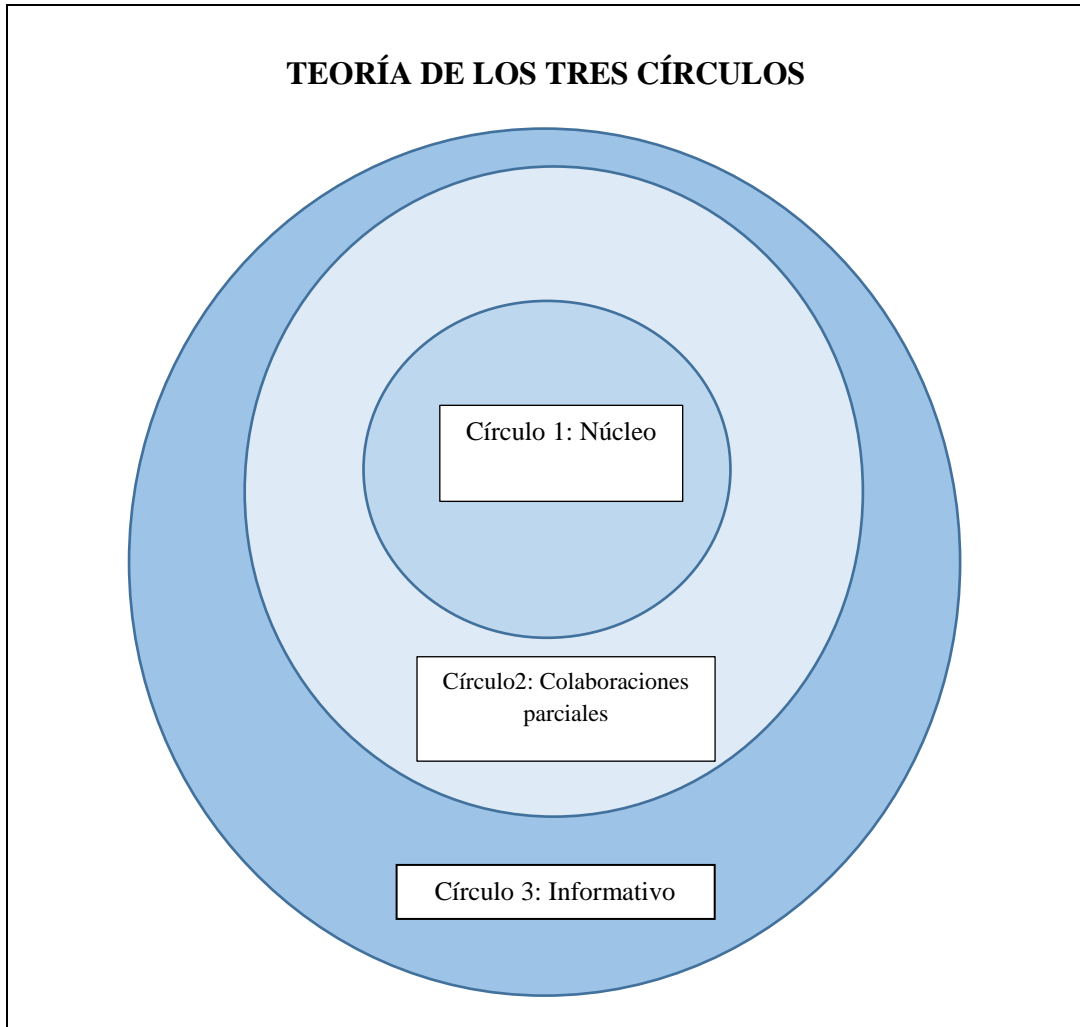 TEORÍA DE LOS TRES CÍRCULOS
Círculo 1: Núcleo
Círculo2: Colaboraciones
parciales
Círculo 3: Informativo